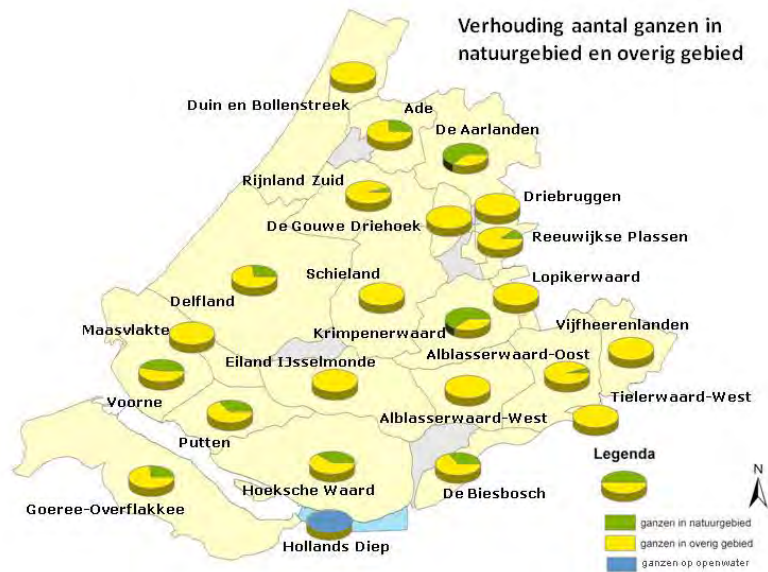 Verhouding aantal ganzen in
natuurgebied en overig gebied
Duin en Bollenstreek
Ade
De Aarlanden
Rijnland Zuid
Driebruggen
De Gouwe Driehoek
Reeuwijkse Plassen
Schieland
Lopikerwaard
Delfland
Maasvlakte
Krimpenerwaard
Vijfheerenlanden
Eiland IJsselmonde
Alblasserwaard-Oost
Voorne
Alblasserwaard-West
Tielerwaard-West
Putten
Legenda
N
Hoeksche Waard
De Biesbosch
Goeree-Overflakkee
ganzen in natuurgebied
ganzen in overig gebied
Hollands Diep
ganzen op openwater